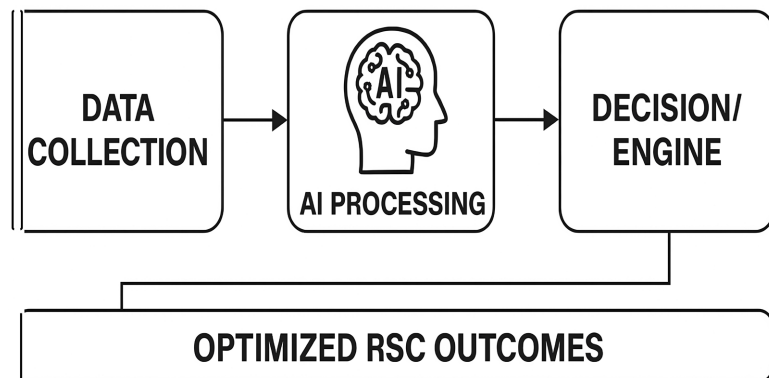 DATA
COLLECTION
AI
AI PROCESSING
DECISION/
ENGINE
OPTIMIZED RSC OUTCOMES